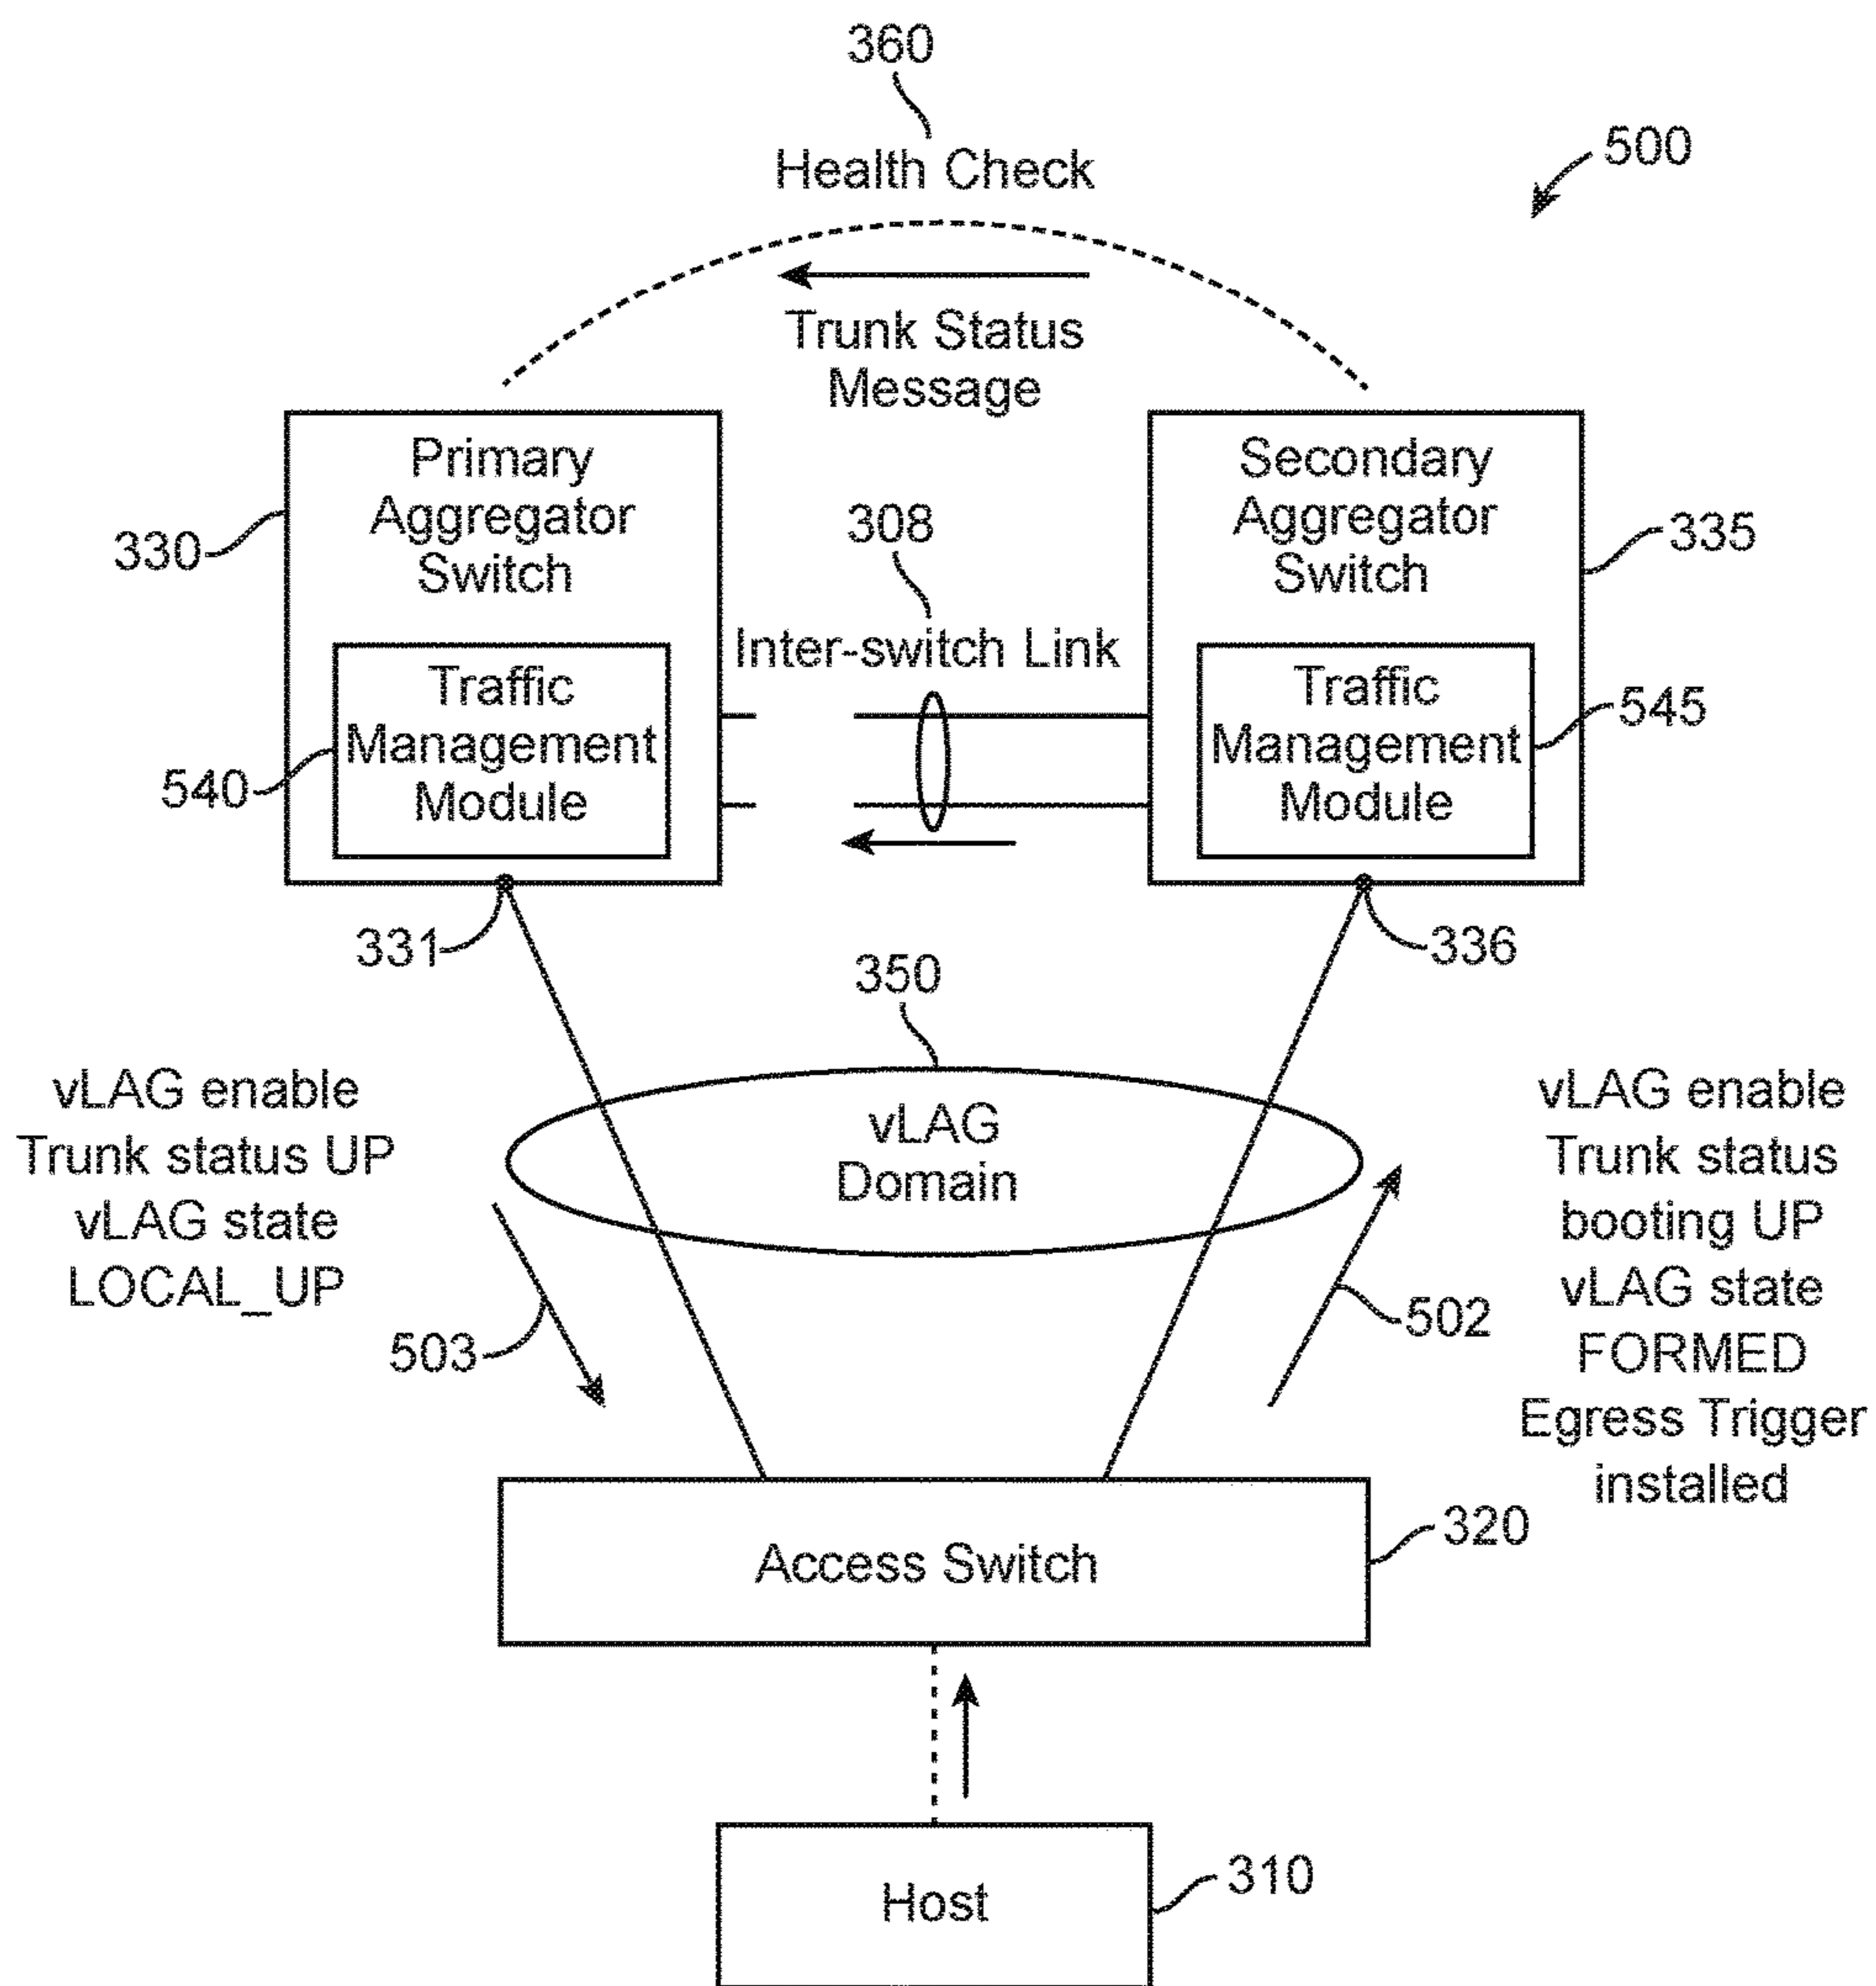 360
Health Check
500
Trunk Status
Message
Primary
Aggregator
Switch
330
308
Secondary
Aggregator
Switch
335
Inter-switch Link
Traffic
Management
Module
540
Traffic
Management
Module
545
331
336
350
vLAG
Domain
vLAG enable
Trunk status UP
vLAG state
LOCAL_UP
503
vLAG enable
Trunk status
booting UP
vLAG state
FORMED
Egress Trigger
installed
502
Access Switch
320
Host
310